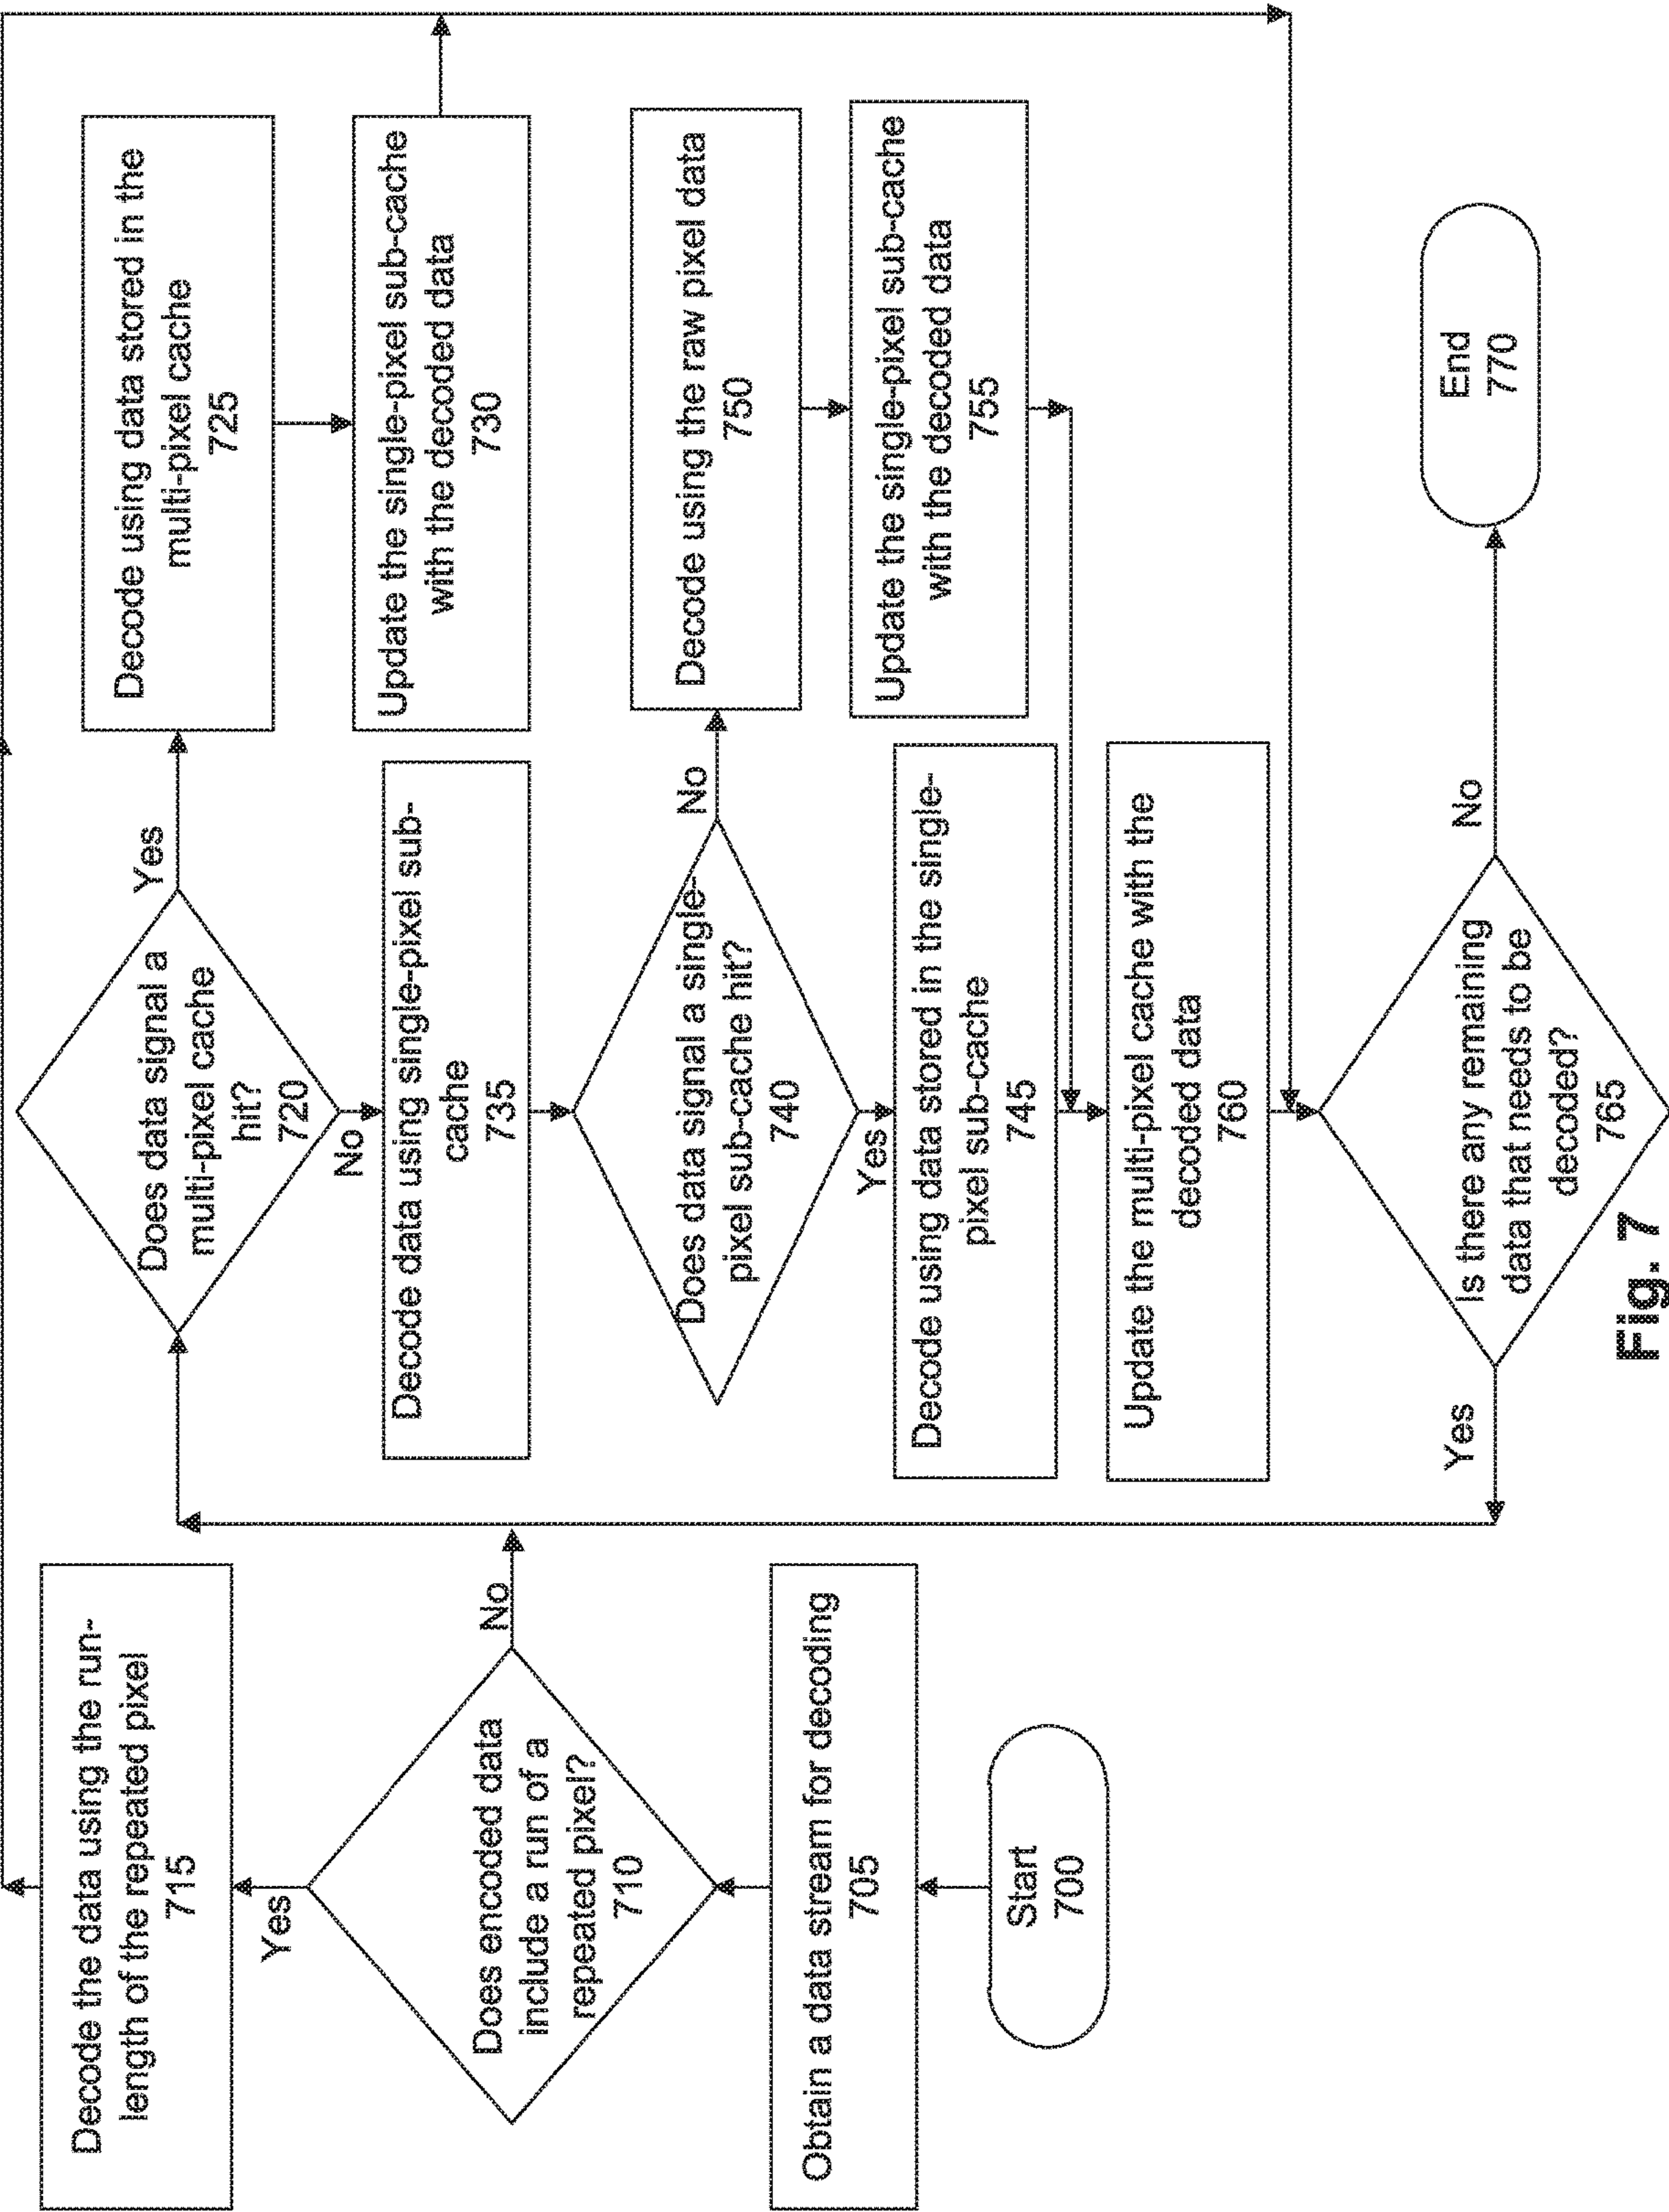 Start
700
Obtain a data stream for decoding
705
Does encoded data
include a run of a
repeated pixel?
710
Yes
No
Decode the data using the run-
length of the repeated pixel
715
Does data signal a
multi-pixel cache
hit?
720
Yes
No
Decode using data stored in the
multi-pixel cache
725
Update the single-pixel sub-cache
with the decoded data
730
Decode data using single-pixel sub-
cache
735
Does data signal a single-
pixel sub-cache hit?
740
No
Yes
Decode using the raw pixel data
750
Update the single-pixel sub-cache
with the decoded data
755
Decode using data stored in the single-
pixel sub-cache
745
Update the multi-pixel cache with the
decoded data
760
Is there any remaining
data that needs to be
decoded?
765
Yes
No
End
770
Fig. 7